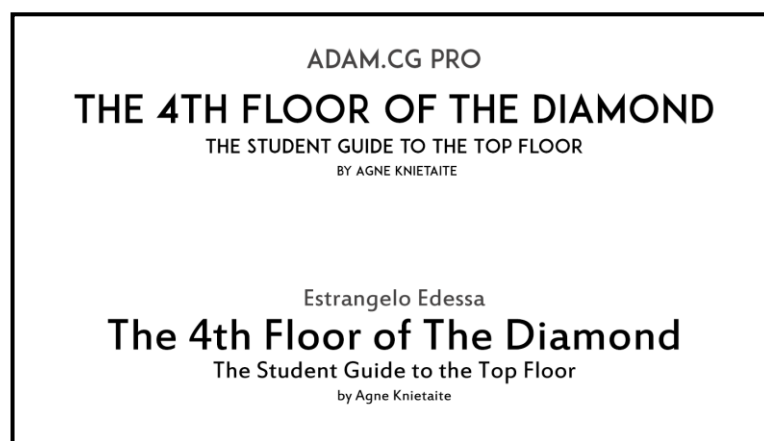 ADAM.CG PRO
THE 4TH FLOOR OF THE DIAMOND
THE STUDENT GUIDE TO THE TOP FLOOR
BY AGNE KNIETAITE
Estrangelo Edessa
The 4th Floor of The Diamond
The Student Guide to the Top Floor
by Agne Knietaite